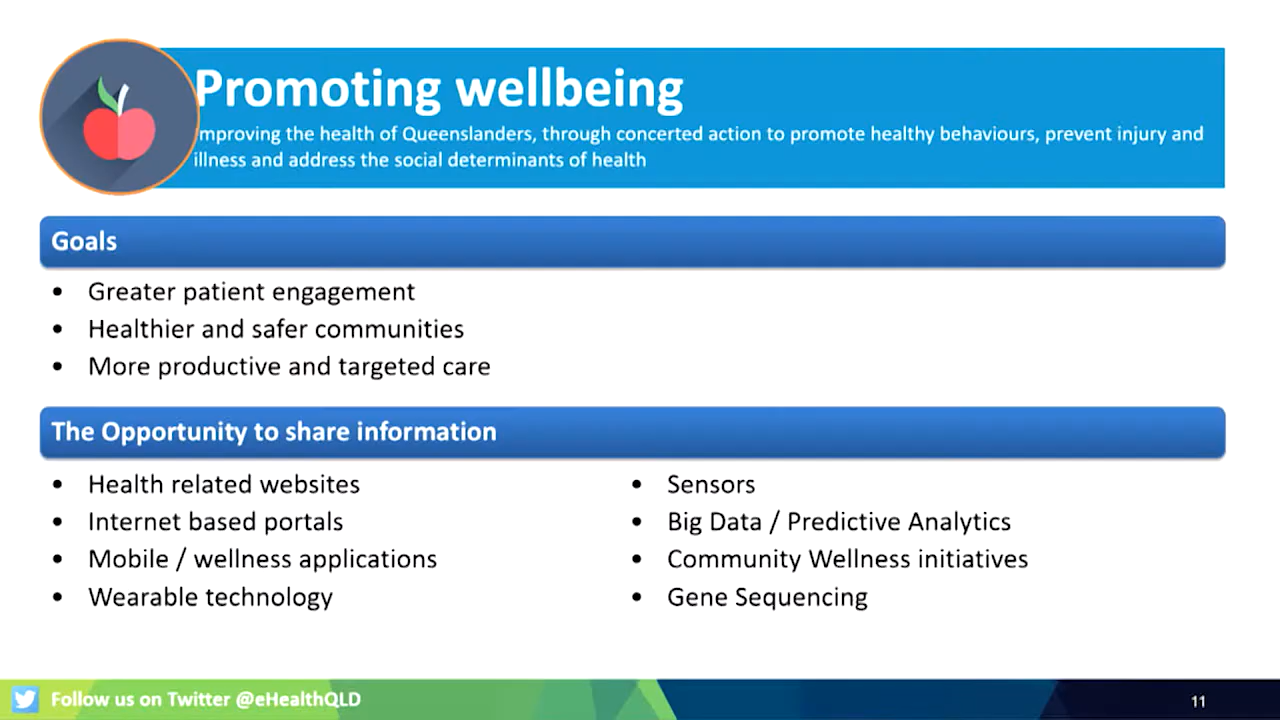 Promoting wellbeing
mproving the health of Queenslanders, through concerted action to promote healthy behaviours, prevent injury and
illness and address the social determinants of health
Goals
• Greater patient engagement
• Healthier and safer communities
• More productive and targeted care
The Opportunity to share information
• Health related websites
• Internet based portals
• Mobile / wellness applications
• Wearable technology
• Sensors
• Big Data / Predictive Analytics
• Community Wellness initiatives
• Gene Sequencing
Follow us on Twitter @eHealthQLD
11